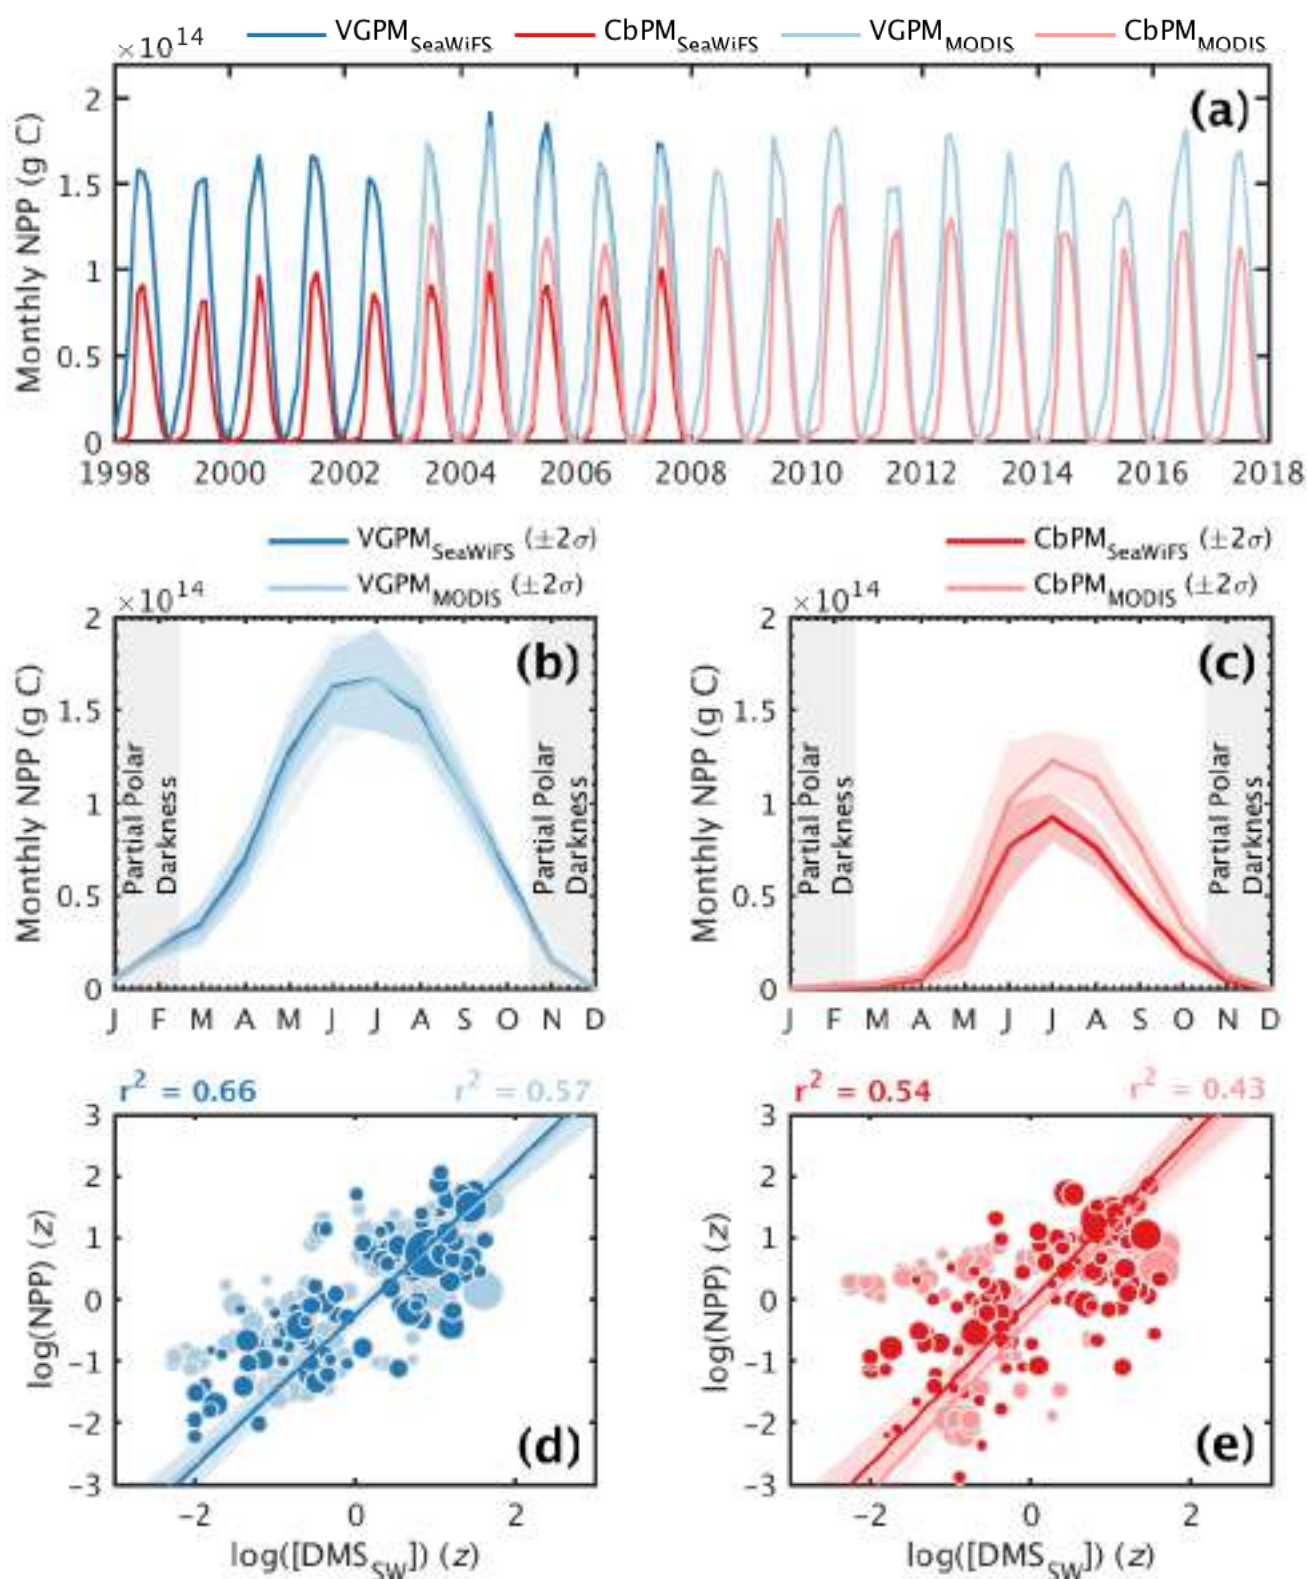 VGPM_SeaWiFS CbPM_SeaWiFS VGPM_MODIS CbPM_MODIS
×10^14
(a)
Monthly NPP (g C)
2
1.5
1
0.5
0
1998 2000 2002 2004 2006 2008 2010 2012 2014 2016 2018
VGPM_SeaWiFS (±2σ)
VGPM_MODIS (±2σ)
×10^14
(b)
Monthly NPP (g C)
2
1.5
1
0.5
0
Partial Polar
Darkness
Partial Polar
Darkness
J F M A M J J A S O N D
CbPM_SeaWiFS (±2σ)
CbPM_MODIS (±2σ)
×10^14
(c)
Monthly NPP (g C)
2
1.5
1
0.5
0
Partial Polar
Darkness
Partial Polar
Darkness
J F M A M J J A S O N D
r² = 0.66 r² = 0.57
log(NPP) (z)
3
2
1
0
−1
−2
−3
(d)
−2 0 2
log([DMS_SW]) (z)
r² = 0.54 r² = 0.43
log(NPP) (z)
3
2
1
0
−1
−2
−3
(e)
−2 0 2
log([DMS_SW]) (z)